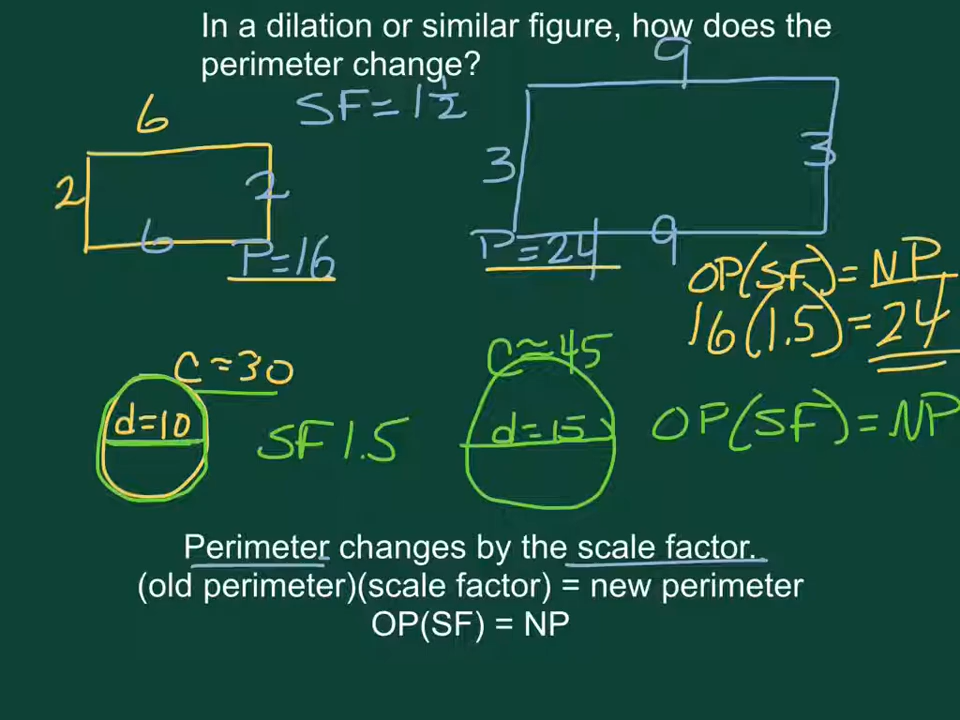 In a dilation or similar figure, how does the
perimeter change?
9
SF = 1 1/2
6
3
3
2
2
6
P=16
P=24
9
OP(SF) = NP
16(1.5) = 24
C = 30
C ≈ 45
d=10
SF 1.5
d=15
OP(SF) = NP
Perimeter changes by the scale factor.
(old perimeter)(scale factor) = new perimeter
OP(SF) = NP